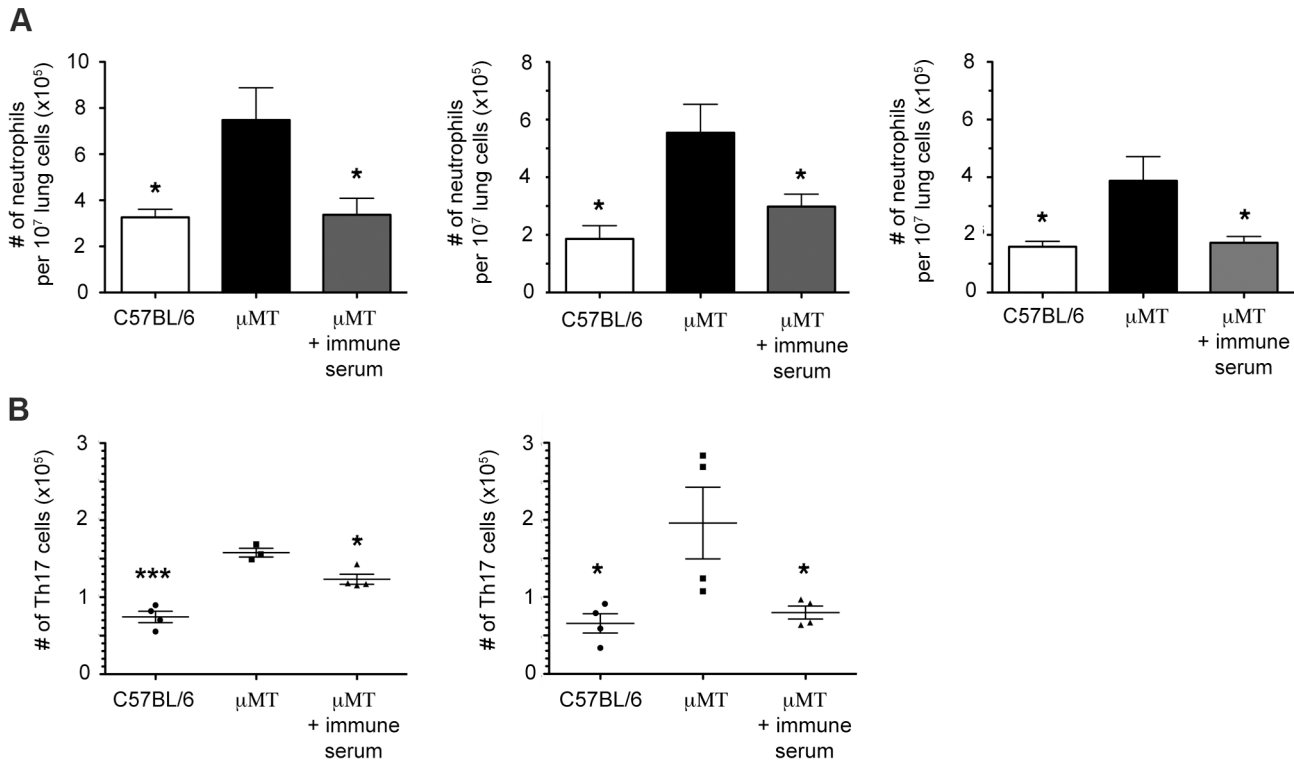 A
# of neutrophils
per 10⁷ lung cells (x10⁵)
10
8
6
4
2
0
*
*
C57BL/6
μMT
μMT
+ immune
serum
# of neutrophils
per 10⁷ lung cells (x10⁵)
8
6
4
2
0
*
*
C57BL/6
μMT
μMT
+ immune
serum
# of neutrophils
per 10⁷ lung cells (x10⁵)
8
6
4
2
0
*
*
C57BL/6
μMT
μMT
+ immune
serum
B
# of Th17 cells (x10⁵)
3
2
1
0
***
*
C57BL/6
μMT
μMT
+ immune
serum
# of Th17 cells (x10⁵)
3
2
1
0
*
*
C57BL/6
μMT
μMT
+ immune
serum